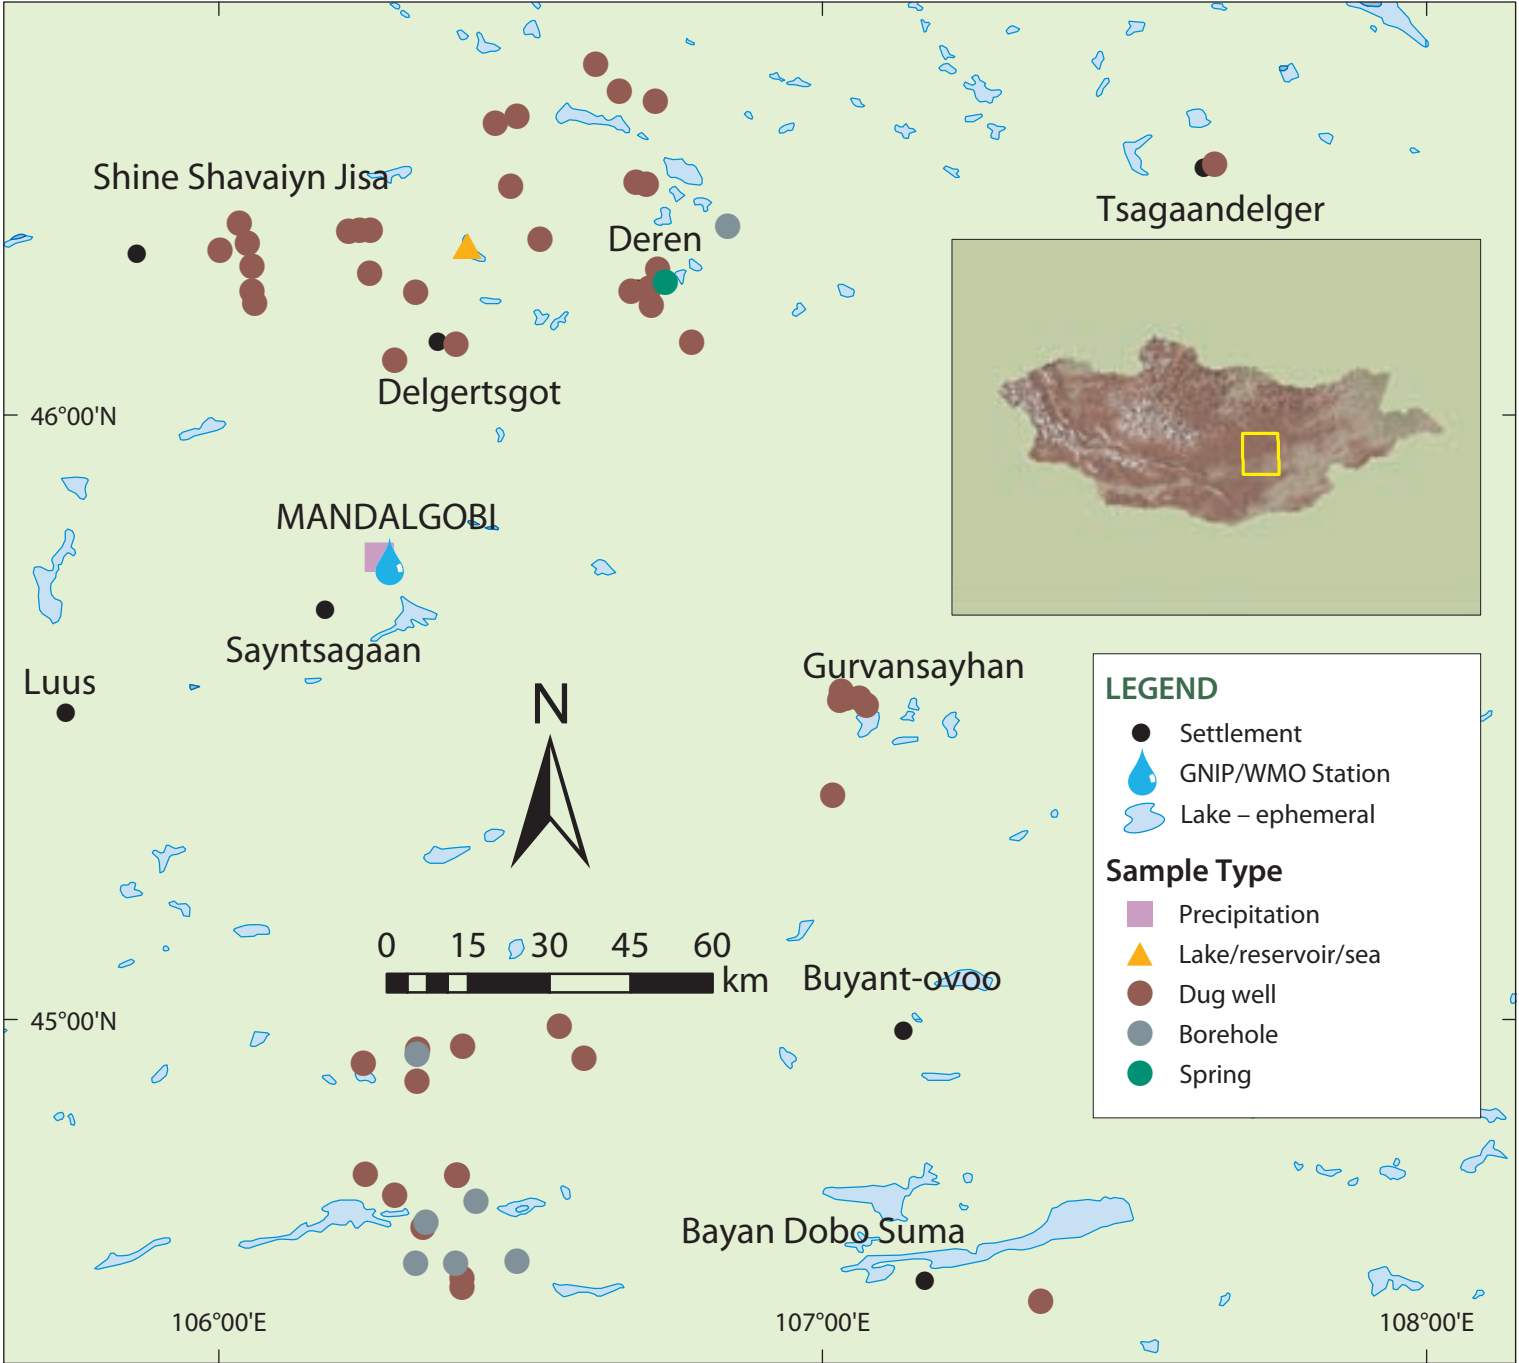 Shine Shavaiyn Jisa
Tsagaandelger
Deren
Delgertsgot
46°00'N
MANDALGOBI
Sayntsagaan
Luus
Gurvansayhan
N
LEGEND
Settlement
GNIP/WMO Station
Lake – ephemeral
Sample Type
Precipitation
Lake/reservoir/sea
Dug well
Borehole
Spring
0 15 30 45 60
km
Buyant-ovoo
45°00'N
Bayan Dobo Suma
106°00'E 107°00'E 108°00'E